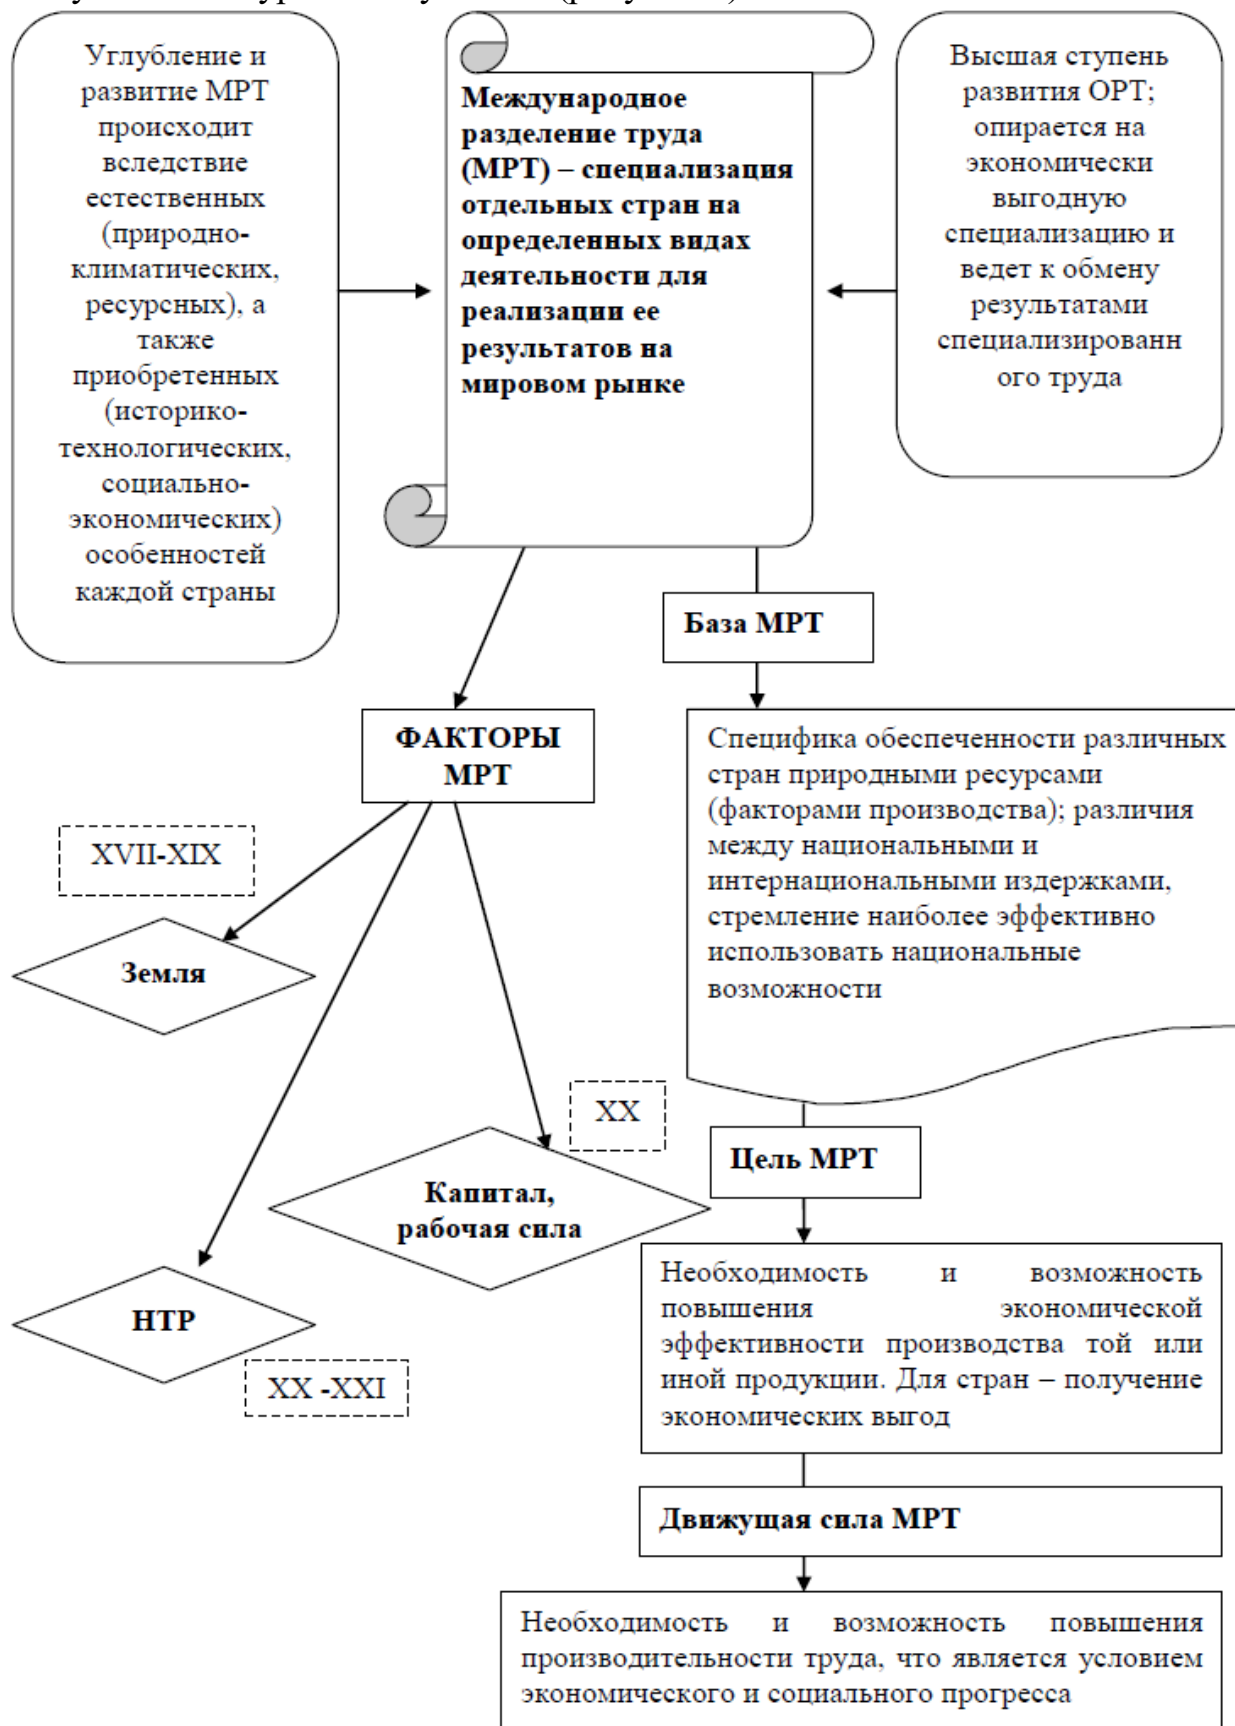 Углубление и
развитие МРТ
происходит
вследствие
естественных
(природно-
климатических,
ресурсных), а
также
приобретенных
(историко-
технологических,
социально-
экономических)
особенностей
каждой страны
Международное
разделение труда
(МРТ) – специализация
отдельных стран на
определенных видах
деятельности для
реализации ее
результатов на
мировом рынке
Высшая ступень
развития ОРТ;
опирается на
экономически
выгодную
специализацию и
ведет к обмену
результатами
специализированн
ого труда
База МРТ
ФАКТОРЫ
МРТ
Специфика обеспеченности различных
стран природными ресурсами
(факторами производства); различия
между национальными и
интернациональными издержками,
стремление наиболее эффективно
использовать национальные
возможности
XVII-XIX
Земля
XX
Капитал,
рабочая сила
НТР
XX -XXI
Цель МРТ
Необходимость и возможность
повышения экономической
эффективности производства той или
иной продукции. Для стран – получение
экономических выгод
Движущая сила МРТ
Необходимость и возможность повышения
производительности труда, что является условием
экономического и социального прогресса